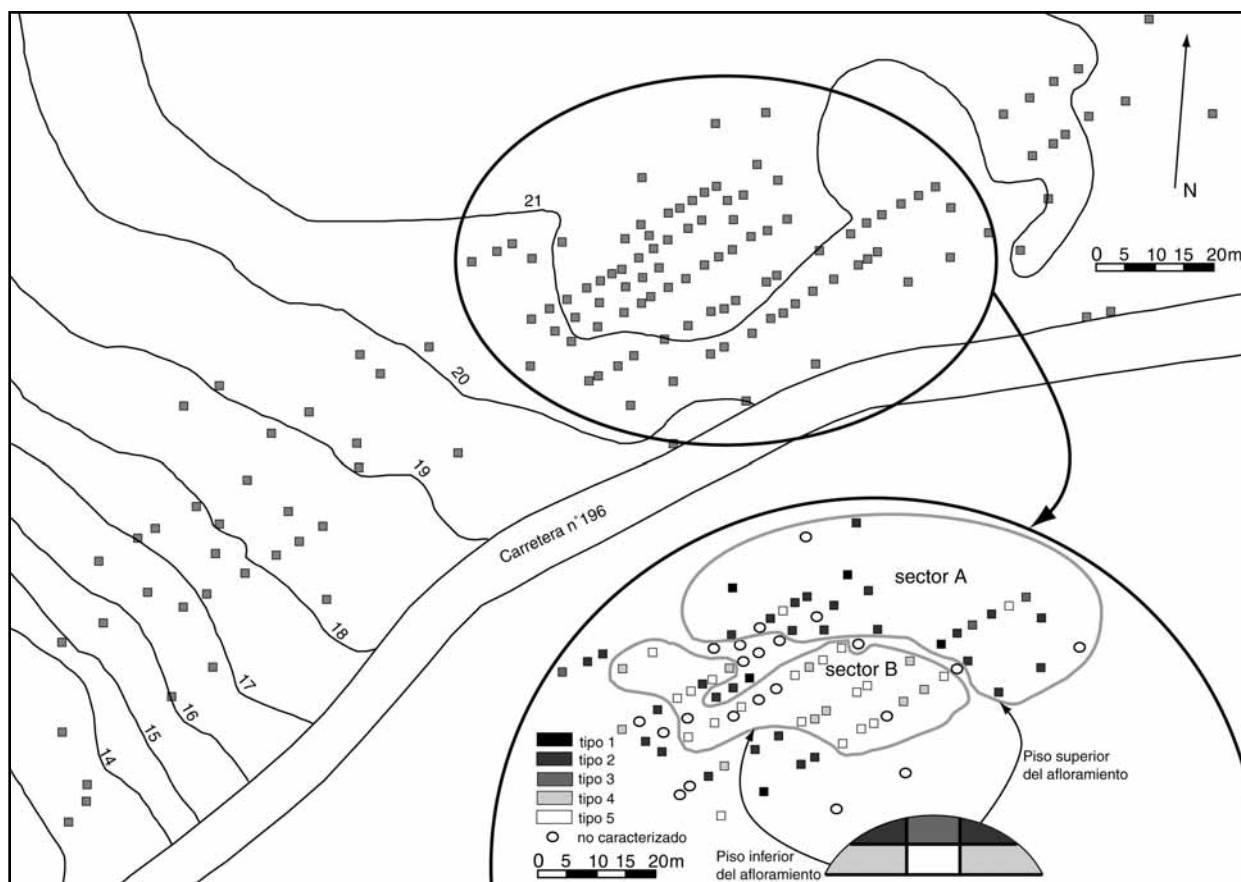 N
0 5 10 15 20m
21
20
19
18
17
16
15
14
Carretera n°196
sector A
sector B
tipo 1
tipo 2
tipo 3
tipo 4
tipo 5
no caracterizado
0 5 10 15 20m
Piso superior
del afloramiento
Piso inferior
del afloramiento